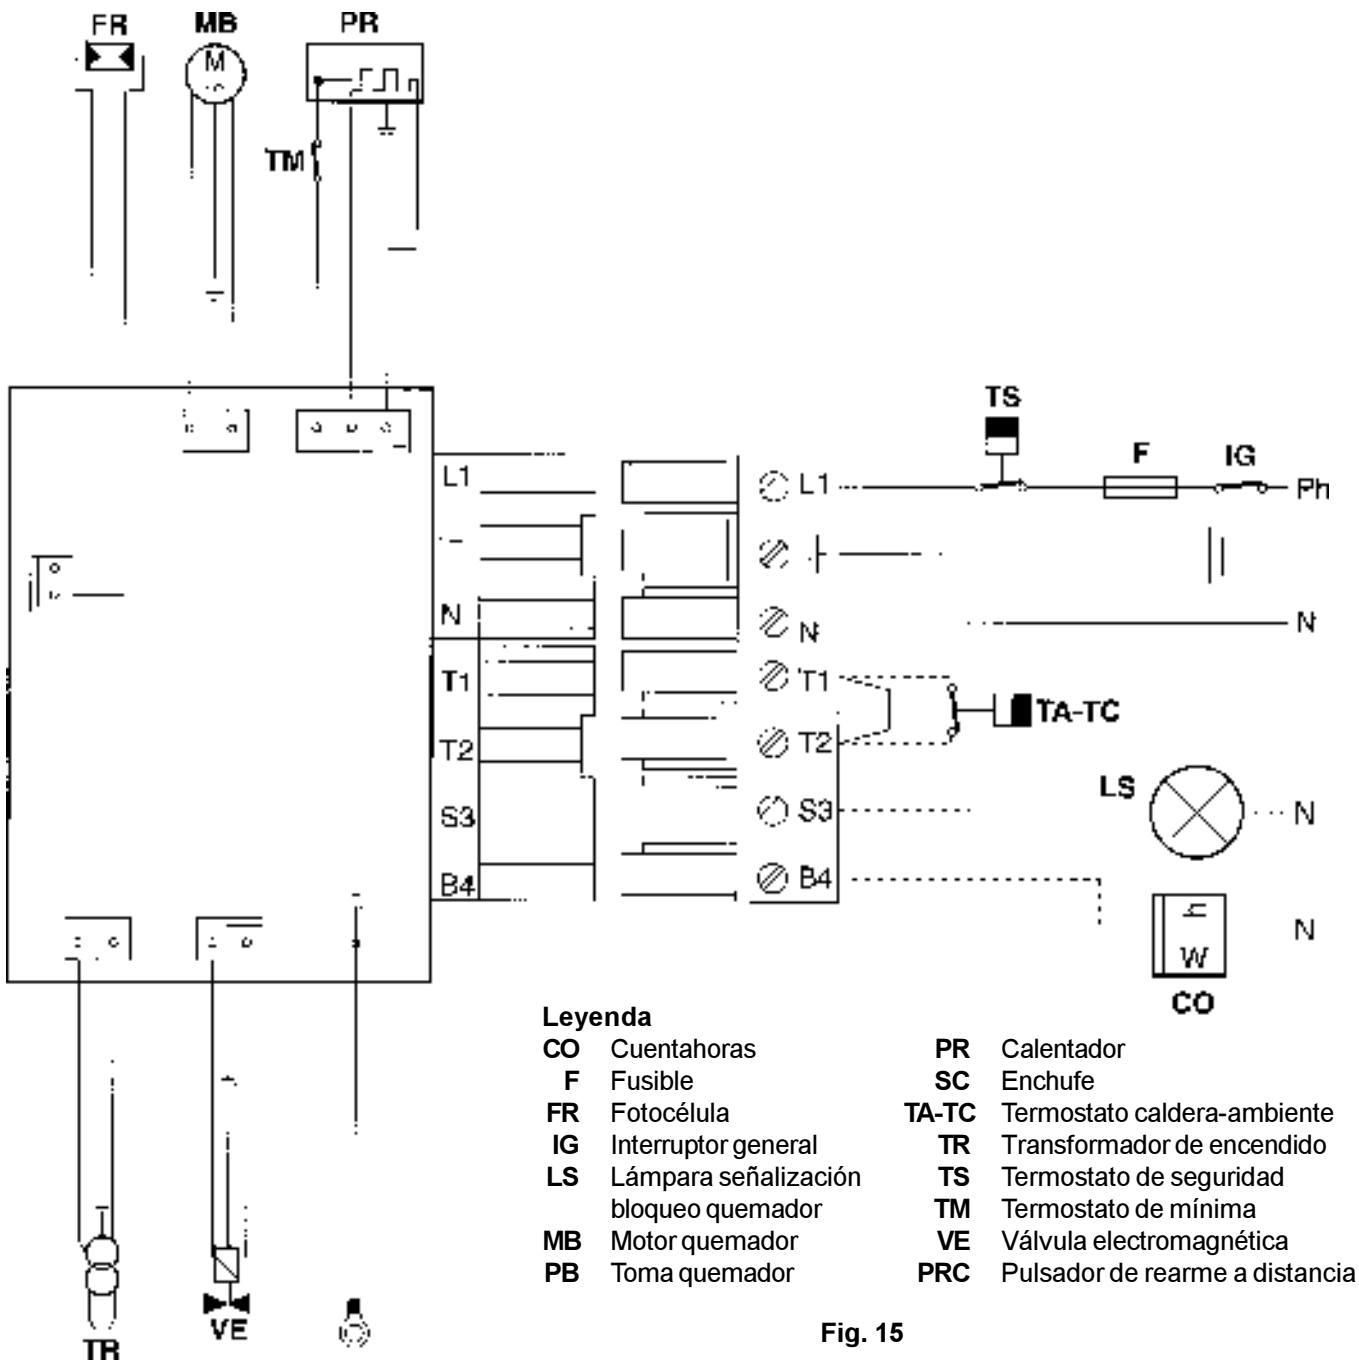 FR MB PR
M
TM
TS
F IG
L1 L1 Ph
N N N
T1 T1
TA-TC
T2 T2
LS
S3 S3 N
B4 B4
N
W
CO
Leyenda
CO Cuentahoras PR Calentador
F Fusible SC Enchufe
FR Fotocélula TA-TC Termostato caldera-ambiente
IG Interruptor general TR Transformador de encendido
LS Lámpara señalización TS Termostato de seguridad
bloqueo quemador TM Termostato de mínima
MB Motor quemador VE Válvula electromagnética
PB Toma quemador PRC Pulsador de rearme a distancia
VE
TR
Fig. 15